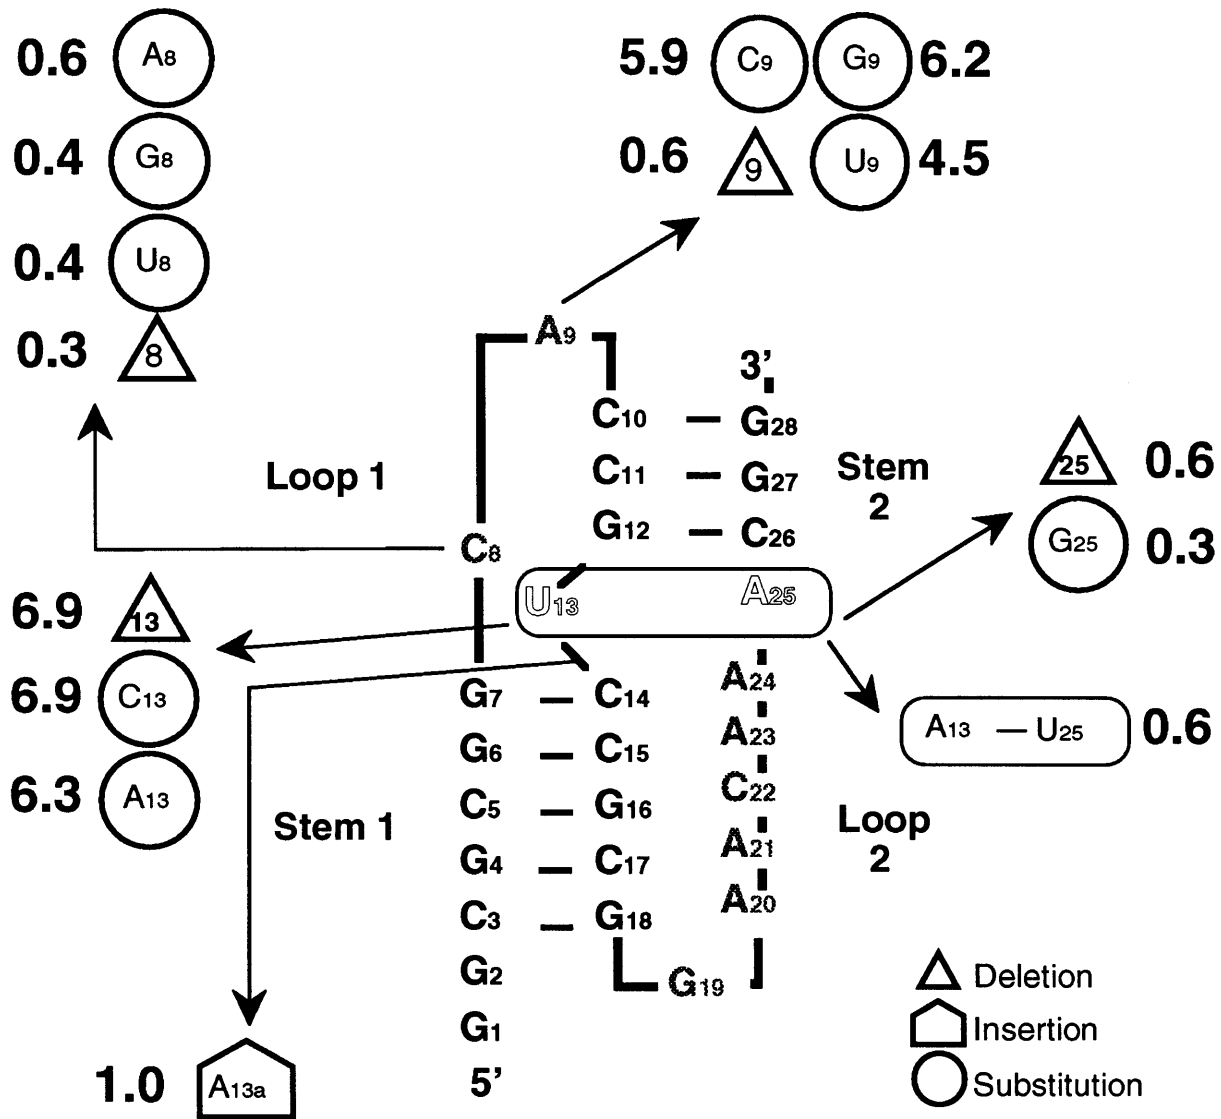 0.6 A8
0.4 G8
0.4 U8
0.3 8
5.9 C9 G9 6.2
0.6 9 U9 4.5
A9
3’
C10 – G28
C11 – G27
G12 – C26
Loop 1
Stem
2
C8
U13 A25
25 0.6
G25 0.3
6.9 13
6.9 C13
6.3 A13
A13 – U25 0.6
G7 – C14 A24
G6 – C15 A23
C5 – G16 C22
G4 – C17 A21
C3 – G18 A20
G2 G19
G1
5’
Stem 1
Loop
2
1.0 A13a
Deletion
Insertion
Substitution